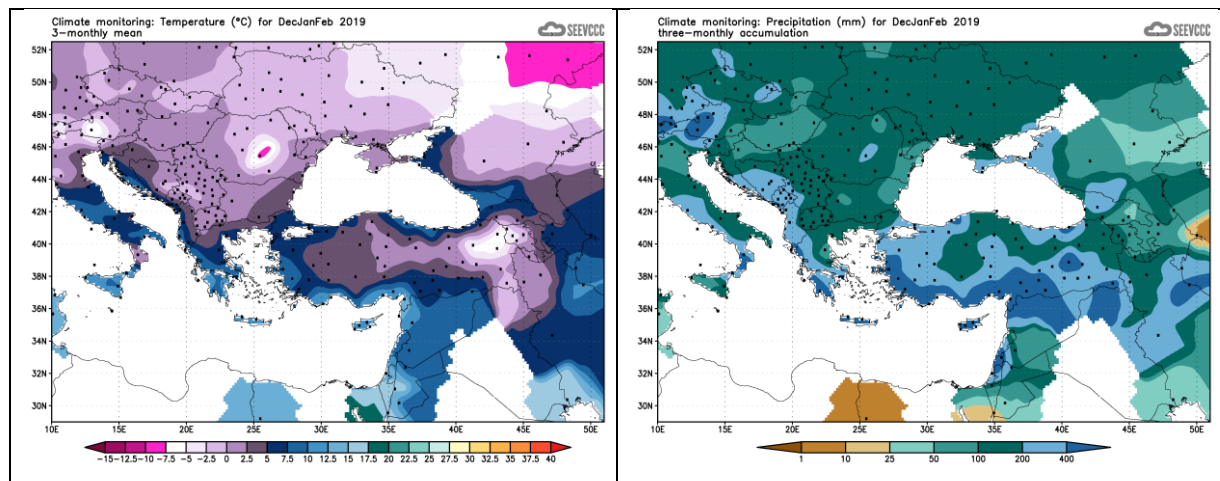 Climate monitoring: Temperature (°C) for DecJanFeb 2019
3-monthly mean
SEEVCCC
52N
50N
48N
46N
44N
42N
40N
38N
36N
34N
32N
30N
10E 15E 20E 25E 30E 35E 40E 45E 50E
-15 -12.5 -10 -7.5 -5 -2.5 0 2.5 5 7.5 10 12.5 15 17.5 20 22.5 25 27.5 30 32.5 35 37.5 40
Climate monitoring: Precipitation (mm) for DecJanFeb 2019
three-monthly accumulation
SEEVCCC
52N
50N
48N
46N
44N
42N
40N
38N
36N
34N
32N
30N
10E 15E 20E 25E 30E 35E 40E 45E 50E
1 10 25 50 100 200 400